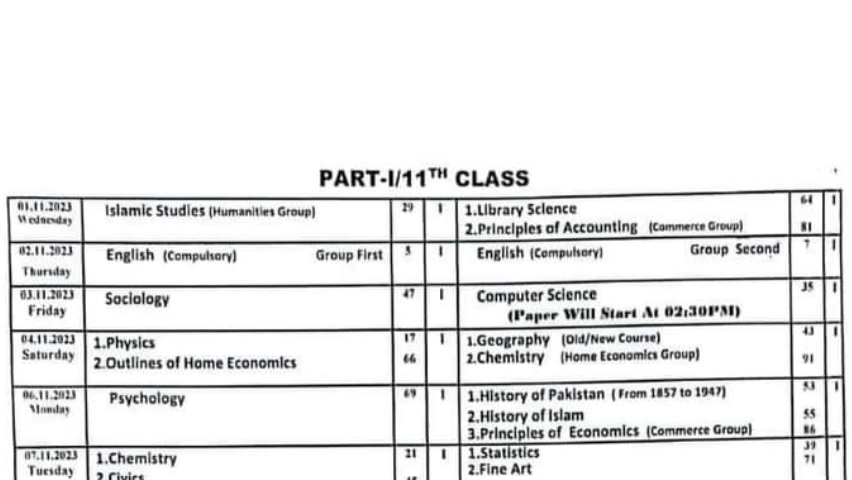 PART-I/11TH CLASS
01.11.2023 Wednesday Islamic Studies (Humanities Group) 29 I 1.Library Science 64 I
2.Principles of Accounting (Commerce Group) 81
02.11.2023 Thursday English (Compulsory) Group First 5 I English (Compulsory) Group Second 7 I
03.11.2023 Friday Sociology 47 I Computer Science 35 I
(Paper Will Start At 02:30PM)
04.11.2023 Saturday 1.Physics 17 I 1.Geography (Old/New Course) 43 I
2.Outlines of Home Economics 66 2.Chemistry (Home Economics Group) 91
06.11.2023 Monday Psychology 69 I 1.History of Pakistan (From 1857 to 1947) 53 I
2.History of Islam 55
3.Principles of Economics (Commerce Group) 86
07.11.2023 Tuesday 1.Chemistry 21 I 1.Statistics 39 I
2.Civics 2.Fine Art 71